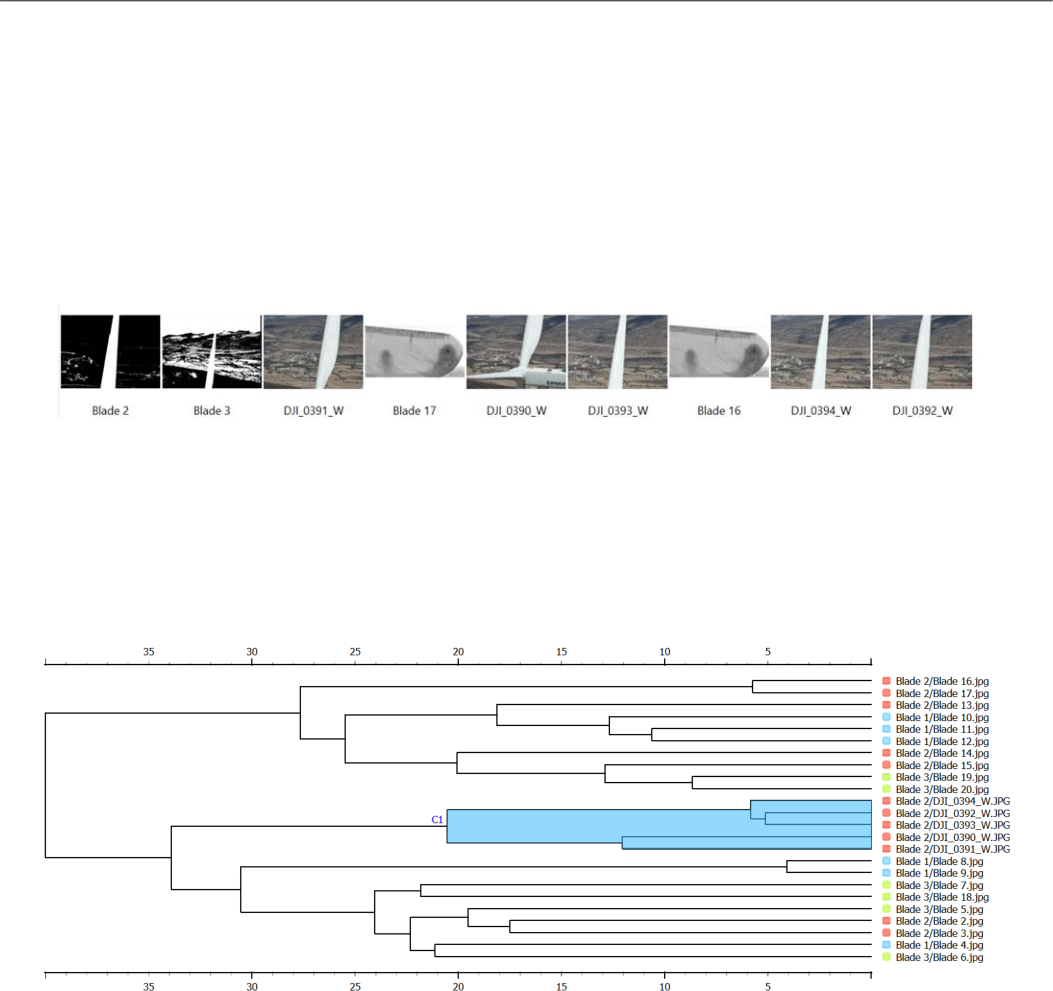 Blade 2 Blade 3 DJI_0391_W Blade 17 DJI_0390_W DJI_0393_W Blade 16 DJI_0394_W DJI_0392_W
35 30 25 20 15 10 5
Blade 2/Blade 16.jpg
Blade 2/Blade 17.jpg
Blade 2/Blade 13.jpg
Blade 1/Blade 10.jpg
Blade 1/Blade 11.jpg
Blade 1/Blade 12.jpg
Blade 2/Blade 14.jpg
Blade 2/Blade 15.jpg
Blade 3/Blade 19.jpg
Blade 3/Blade 20.jpg
Blade 2/DJI_0394_W.JPG
Blade 2/DJI_0392_W.JPG
C1
Blade 2/DJI_0393_W.JPG
Blade 2/DJI_0390_W.JPG
Blade 2/DJI_0391_W.JPG
Blade 1/Blade 8.jpg
Blade 1/Blade 9.jpg
Blade 3/Blade 7.jpg
Blade 3/Blade 18.jpg
Blade 3/Blade 5.jpg
Blade 2/Blade 2.jpg
Blade 2/Blade 3.jpg
Blade 1/Blade 4.jpg
Blade 3/Blade 6.jpg
35 30 25 20 15 10 5